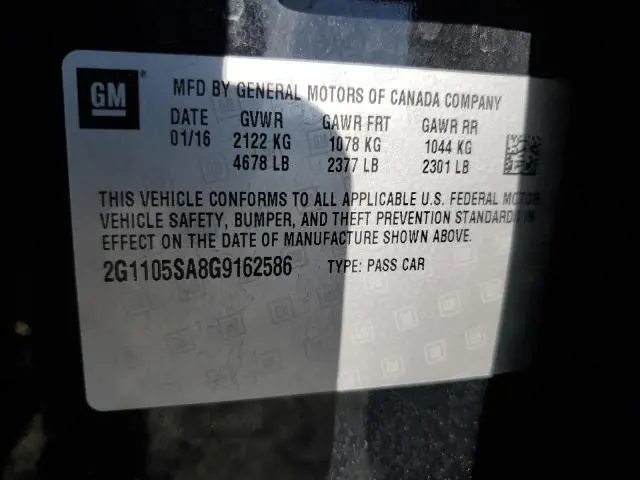 GM
MFD BY GENERAL MOTORS OF CANADA COMPANY
DATE GVWR GAWR FRT GAWR RR
01/16 2122 KG 1078 KG 1044 KG
4678 LB 2377 LB 2301 LB
THIS VEHICLE CONFORMS TO ALL APPLICABLE U.S. FEDERAL MOTOR
VEHICLE SAFETY, BUMPER, AND THEFT PREVENTION STANDARDS IN
EFFECT ON THE DATE OF MANUFACTURE SHOWN ABOVE.
2G1105SA8G9162586 TYPE: PASS CAR